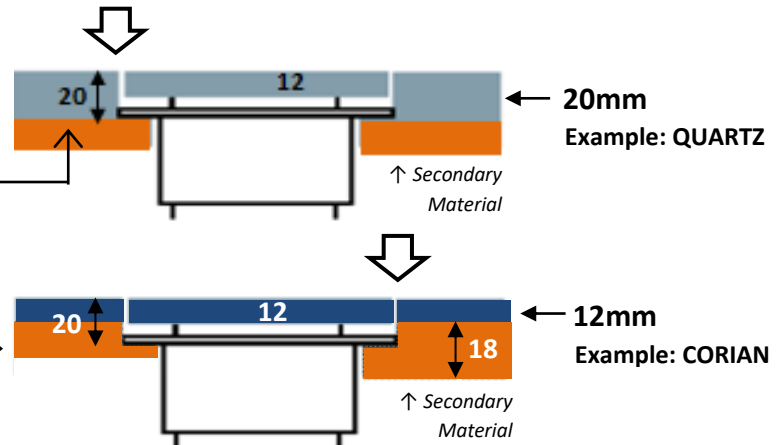 20
12
20mm
Example: QUARTZ
↑ Secondary
Material
20
12
12mm
18
Example: CORIAN
↑ Secondary
Material